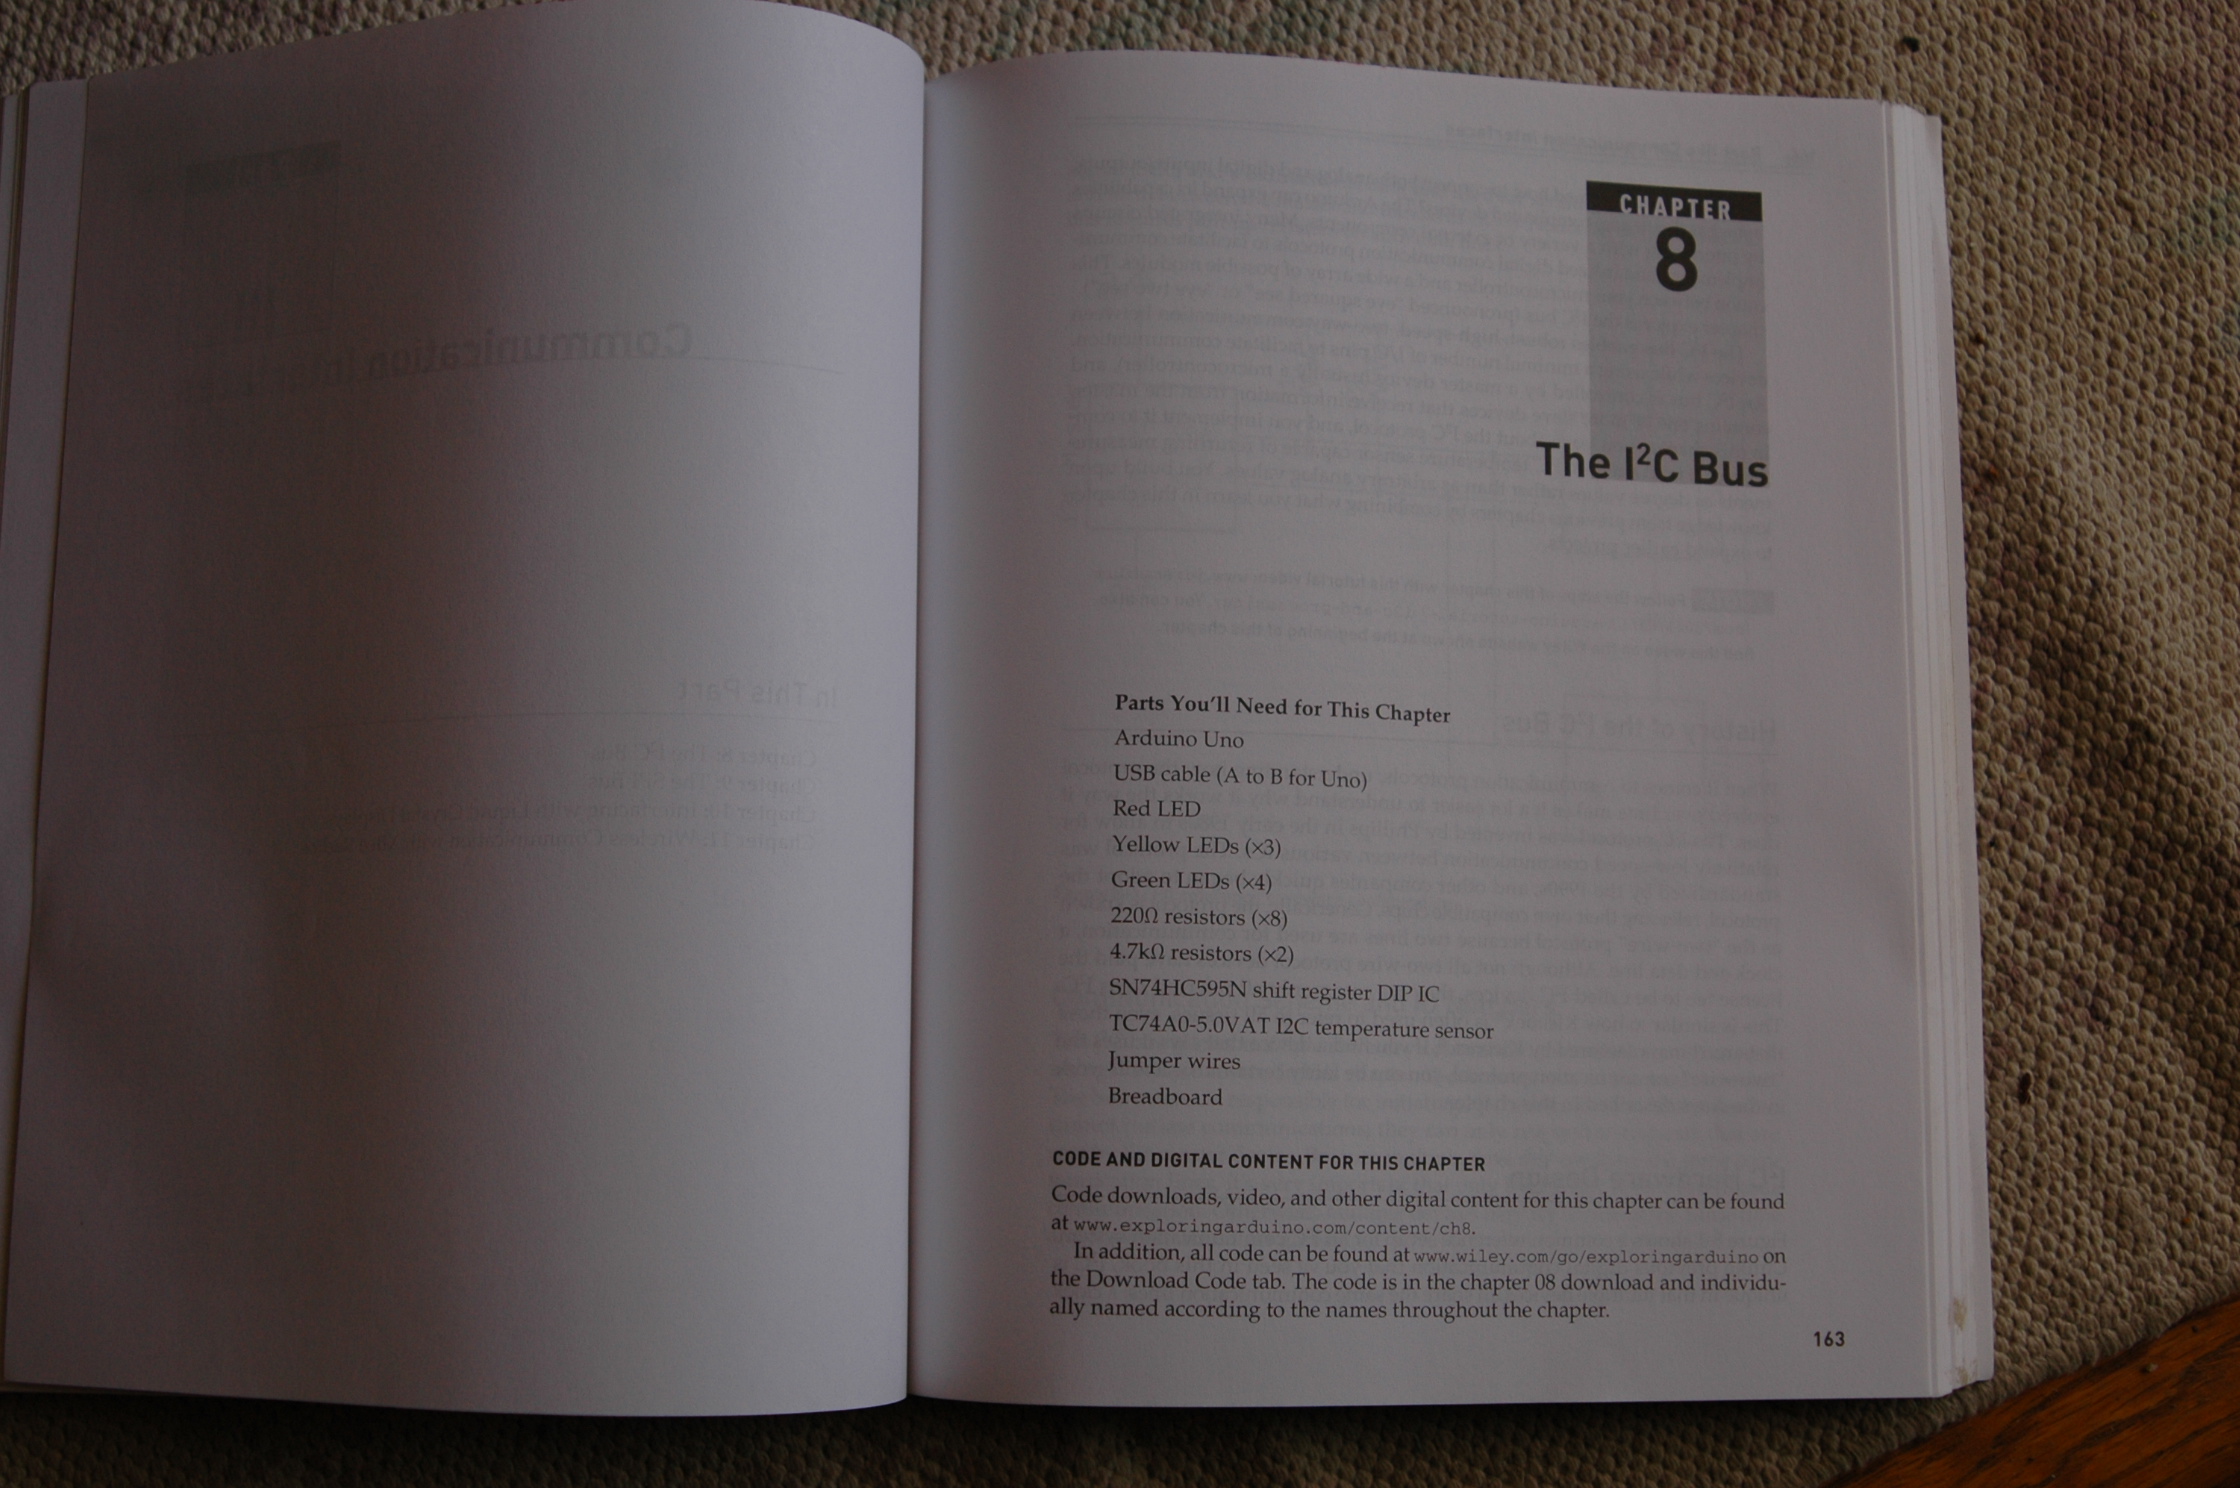 CHAPTER
8
The I²C Bus
Parts You'll Need for This Chapter
Arduino Uno
USB cable (A to B for Uno)
Red LED
Yellow LEDs (×3)
Green LEDs (×4)
220Ω resistors (×8)
4.7kΩ resistors (×2)
SN74HC595N shift register DIP IC
TC74A0-5.0VAT I2C temperature sensor
Jumper wires
Breadboard
CODE AND DIGITAL CONTENT FOR THIS CHAPTER
Code downloads, video, and other digital content for this chapter can be found
at www.exploringarduino.com/content/ch8.
In addition, all code can be found at www.wiley.com/go/exploringarduino on
the Download Code tab. The code is in the chapter 08 download and individu-
ally named according to the names throughout the chapter.
163